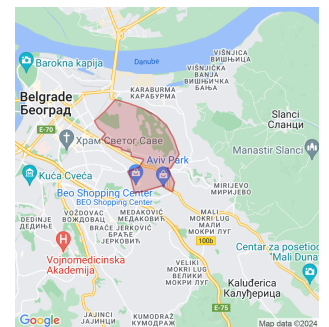 Barokna kapija
Danube
VIŠNJICA
ВИШЊИЦА
VIŠNJIČKA
BANJA
ВИШЊИЧКА
БАЊА
KARABURMA
КАРАБУРМА
Belgrade
Београд
E-70
Slanci
Сланци
Храм Светог Саве
Manastir Slanci
Aviv Park
Kuća Cveća
Beo Shopping Center
BEO Shopping Center
MIRIJEVO
МИРИЈЕВО
DEDINJE
ДЕДИЊЕ
VOŽDOVAC
ВОЖДОВАЦ
MEDAKOVIĆ
МЕДАКОВИЋ
MALI
MOKRI LUG
МАЛИ
МОКРИ ЛУГ
BRAĆE JERKOVIĆ
БРАЋЕ
ЈЕРКОВИЋ
100b
Vojnomedicinska
Akademija
Centar za posetioce
"Mali Duna
VELIKI
MOKRI LUG
ВЕЛИКИ
МОКРИ ЛУГ
Kaluđerica
Калуђерица
E-75
JAJINCI
ЈАЈИНЦИ
KUMODRAŽ
КУМОДРАЖ
Google
Map data ©2024